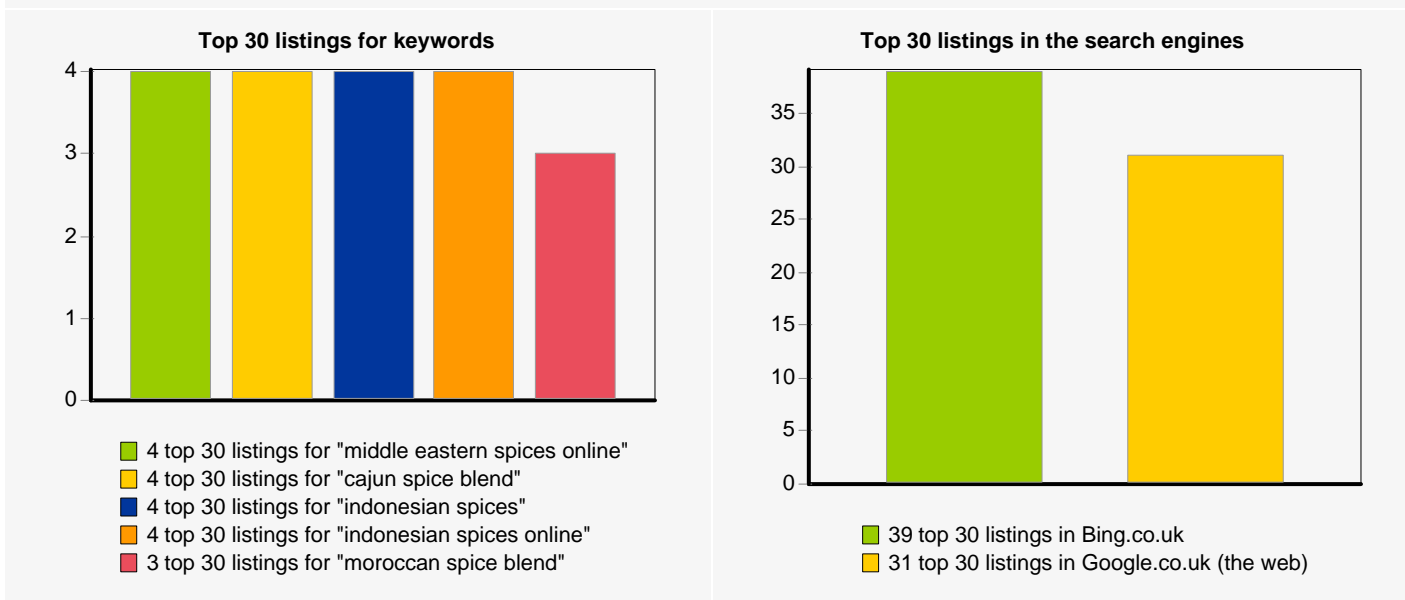 Top 30 listings for keywords
4
3
2
1
0
4 top 30 listings for "middle eastern spices online"
4 top 30 listings for "cajun spice blend"
4 top 30 listings for "indonesian spices"
4 top 30 listings for "indonesian spices online"
3 top 30 listings for "moroccan spice blend"
Top 30 listings in the search engines
35
30
25
20
15
10
5
0
39 top 30 listings in Bing.co.uk
31 top 30 listings in Google.co.uk (the web)